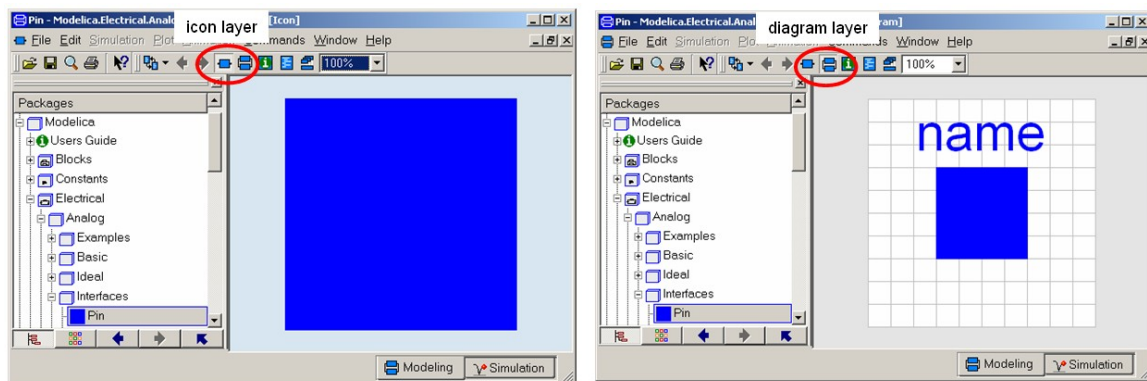 Pin - Modelica.Electrical.Analo
[Icon]
icon layer
File Edit Simulation Plot
Commands Window Help
100%
Packages
Modelica
Users Guide
Blocks
Constants
Electrical
Analog
Examples
Basic
Ideal
Interfaces
Pin
Modeling
Simulation
Pin - Modelica.Electrical.Anal
ram]
diagram layer
File Edit Simulation Plo
Window Help
100%
Packages
Modelica
Users Guide
Blocks
Constants
Electrical
Analog
Examples
Basic
Ideal
Interfaces
Pin
name
Modeling
Simulation